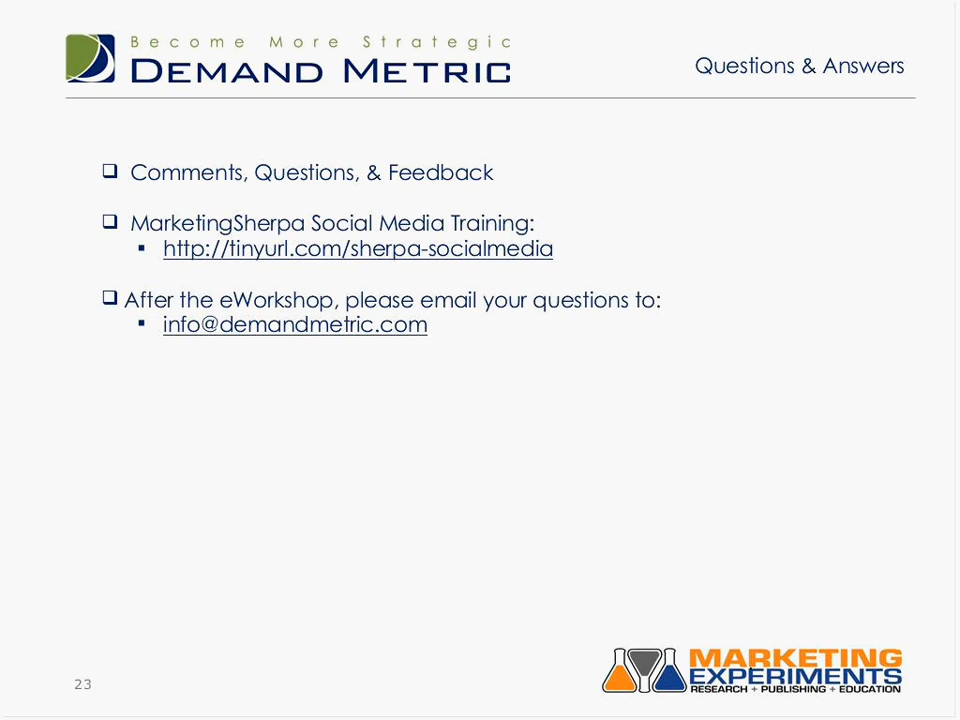 Become More Strategic
DEMAND METRIC
Questions & Answers
❑ Comments, Questions, & Feedback
❑ MarketingSherpa Social Media Training:
▪ http://tinyurl.com/sherpa-socialmedia
❑ After the eWorkshop, please email your questions to:
▪ info@demandmetric.com
MARKETING
EXPERIMENTS
RESEARCH + PUBLISHING + EDUCATION
23